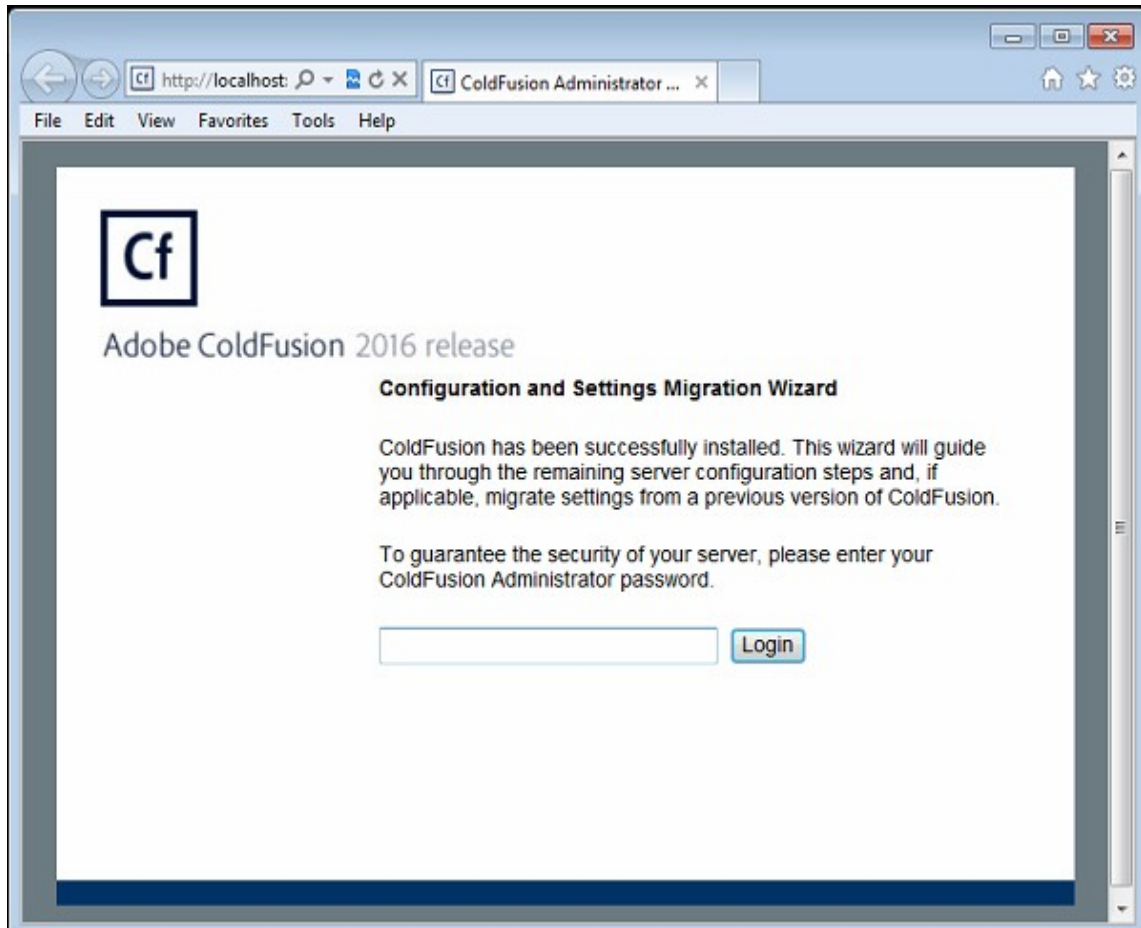 http://localhost:
ColdFusion Administrator ...
File Edit View Favorites Tools Help
Cf
Adobe ColdFusion 2016 release
Configuration and Settings Migration Wizard
ColdFusion has been successfully installed. This wizard will guide
you through the remaining server configuration steps and, if
applicable, migrate settings from a previous version of ColdFusion.
To guarantee the security of your server, please enter your
ColdFusion Administrator password.
Login